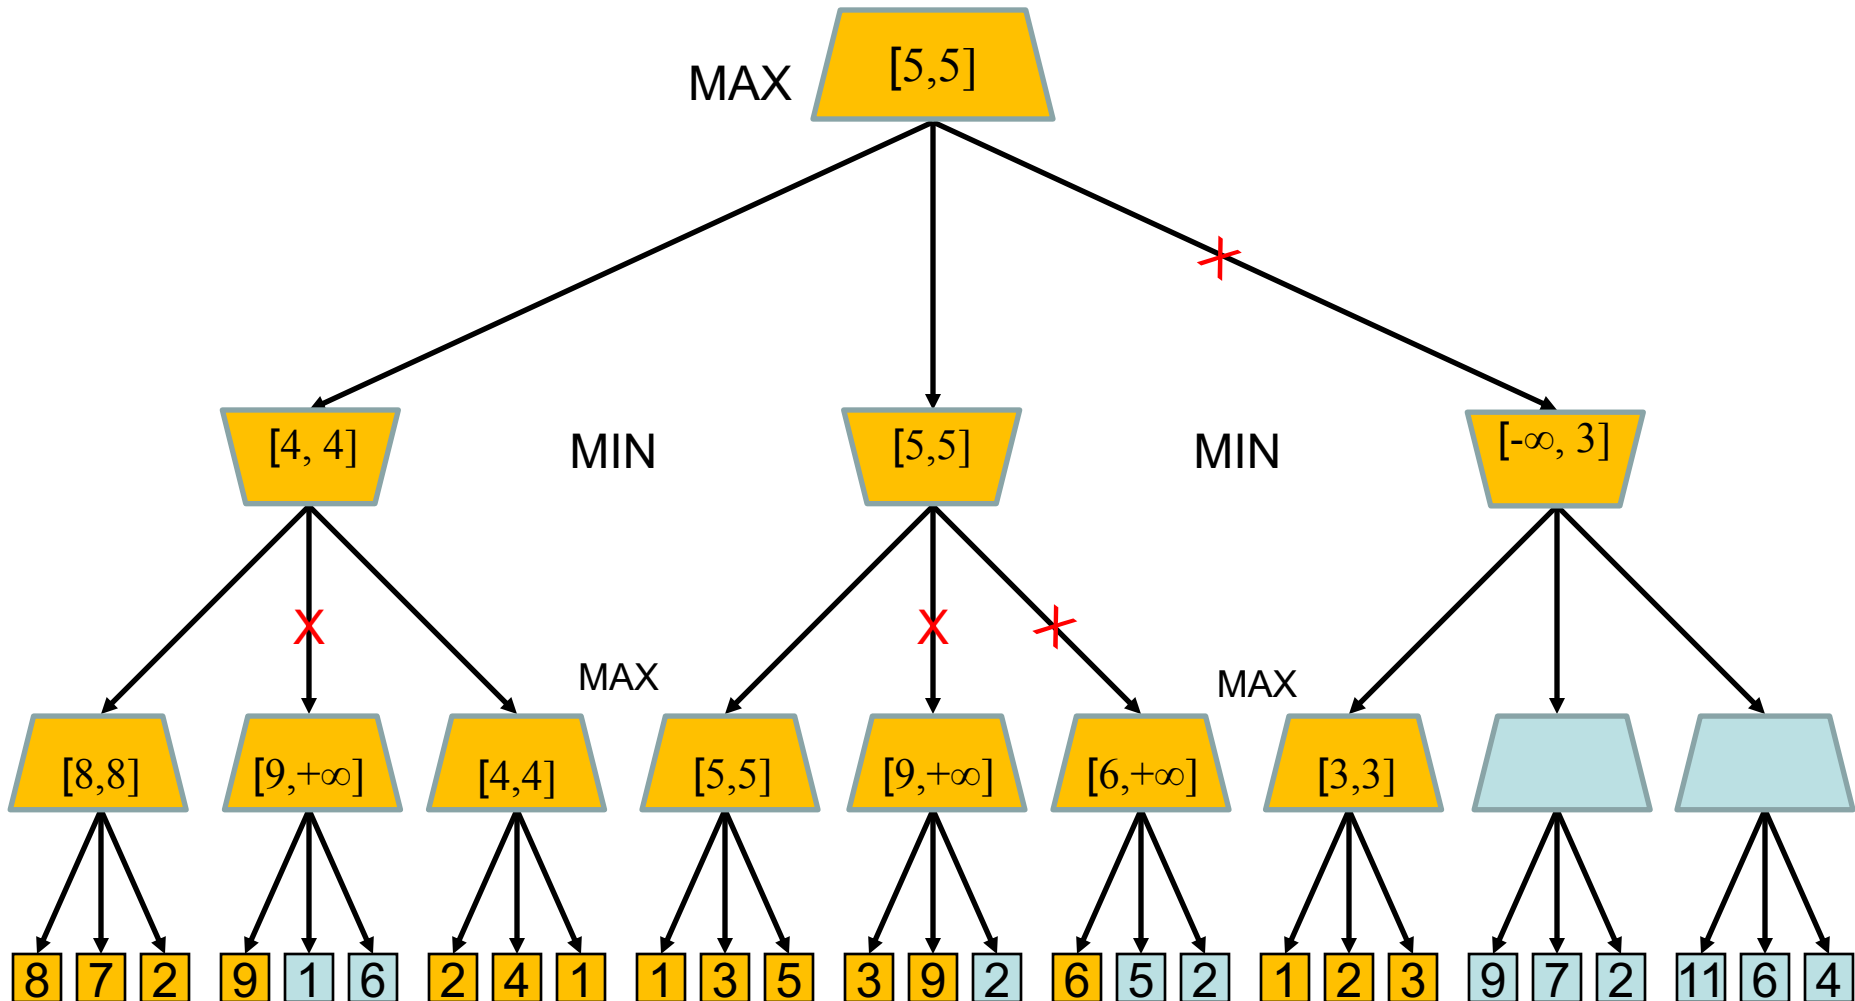 MAX
[5,5]
[4, 4]
MIN
[5,5]
MIN
[-∞, 3]
X
X
X
X
MAX
MAX
[8,8]
[9,+∞]
[4,4]
[5,5]
[9,+∞]
[6,+∞]
[3,3]
8 7 2 9 1 6 2 4 1 1 3 5 3 9 2 6 5 2 1 2 3 9 7 2 11 6 4